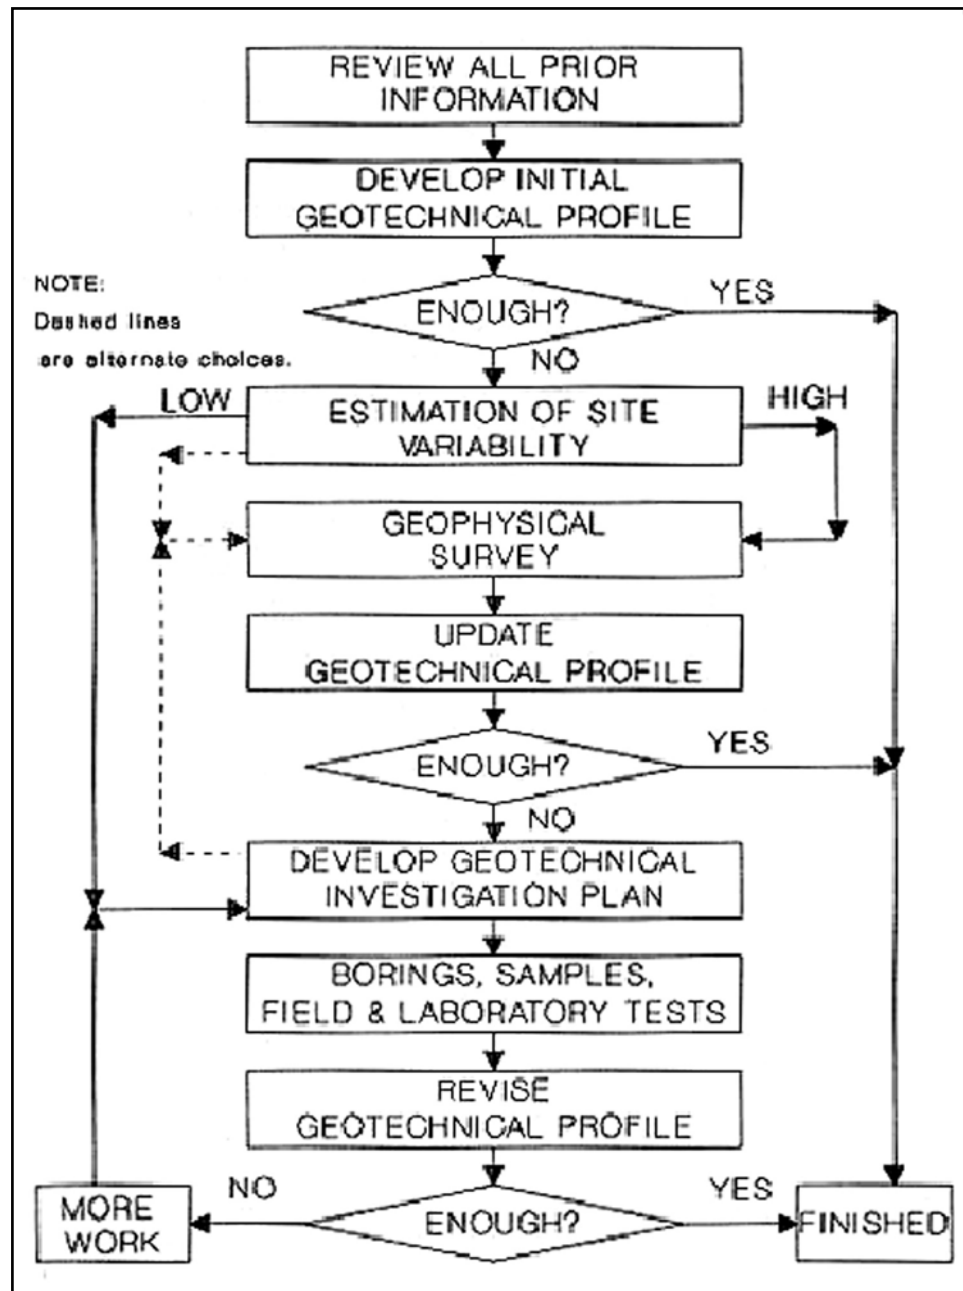 REVIEW ALL PRIOR
INFORMATION
DEVELOP INITIAL
GEOTECHNICAL PROFILE
NOTE:
Dashed lines
are alternate choices.
ENOUGH?
YES
NO
LOW
ESTIMATION OF SITE
VARIABILITY
HIGH
GEOPHYSICAL
SURVEY
UPDATE
GEOTECHNICAL PROFILE
ENOUGH?
YES
NO
DEVELOP GEOTECHNICAL
INVESTIGATION PLAN
BORINGS, SAMPLES,
FIELD & LABORATORY TESTS
REVISE
GEOTECHNICAL PROFILE
NO
ENOUGH?
YES
MORE
WORK
FINISHED